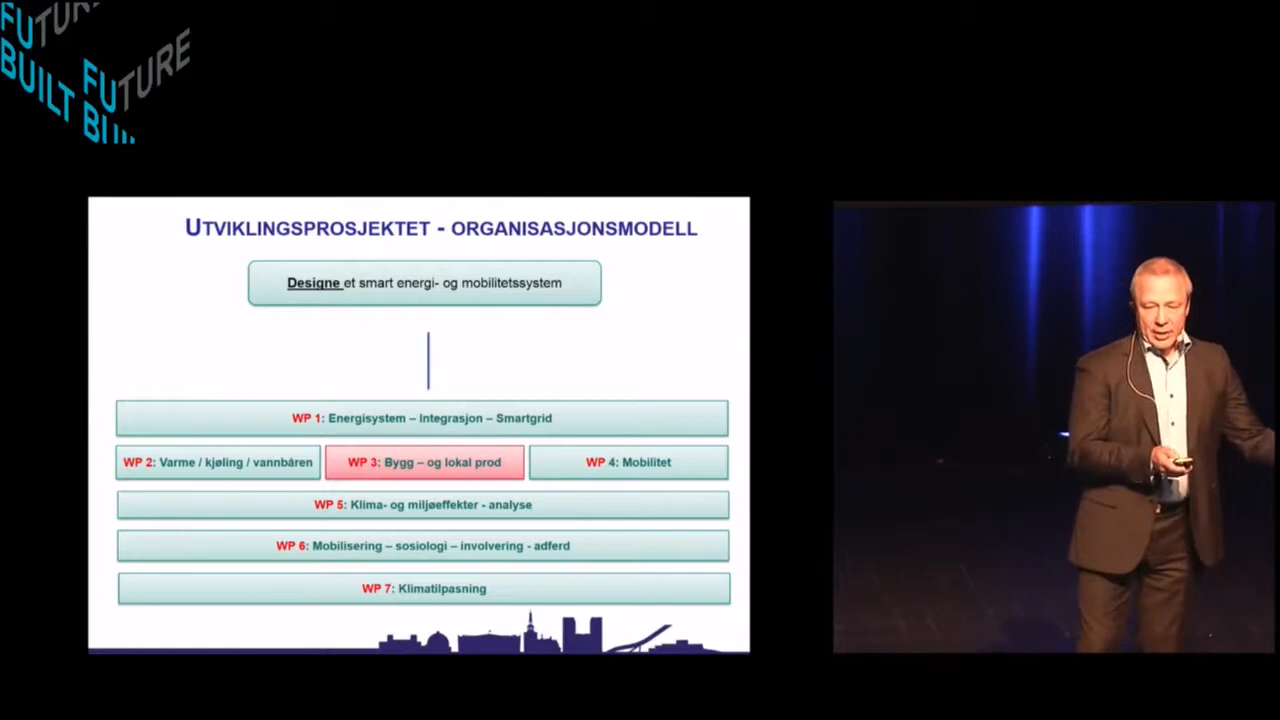 FUTURE
BUILT
FUTURE
BUI
UTVIKLINGSPROSJEKTET - ORGANISASJONSMODELL
Designe et smart energi- og mobilitetssystem
WP 1: Energisystem – Integrasjon – Smartgrid
WP 2: Varme / kjøling / vannbåren
WP 3: Bygg – og lokal prod
WP 4: Mobilitet
WP 5: Klima- og miljøeffekter - analyse
WP 6: Mobilisering – sosiologi – involvering - adferd
WP 7: Klimatilpasning